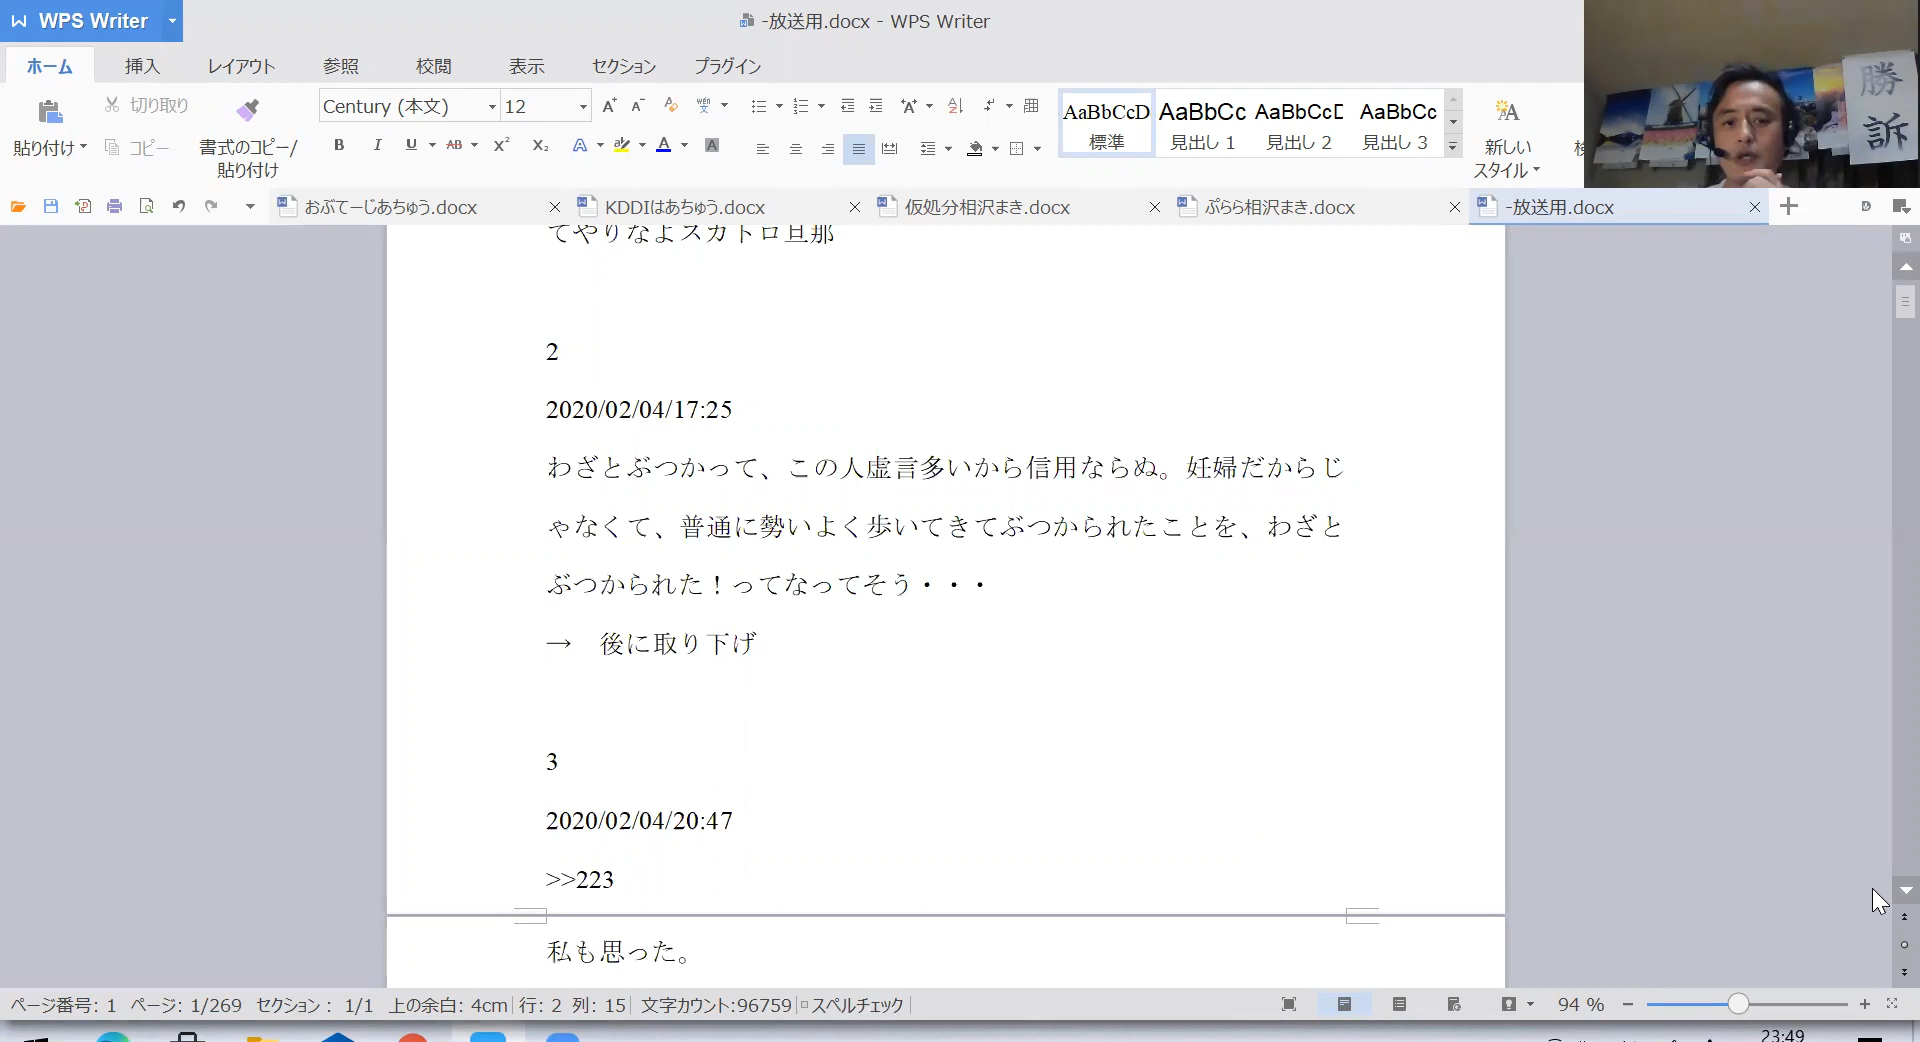 WPS Writer
-放送用.docx - WPS Writer
ホーム 挿入 レイアウト 参照 校閲 表示 セクション プラグイン
貼り付け 切り取り コピー 書式のコピー/
貼り付け
Century (本文) 12
AaBbCcD AaBbCc AaBbCcD AaBbCc
標準 見出し 1 見出し 2 見出し 3
新しい
スタイル
勝
訴
おぶてーじあちゅう.docx KDDIはあちゅう.docx 仮処分相沢まき.docx ぷらら相沢まき.docx -放送用.docx
てやりなよスカトロ旦那
2
2020/02/04/17:25
わざとぶつかって、この人虚言多いから信用ならぬ。妊婦だからじ
ゃなくて、普通に勢いよく歩いてきてぶつかられたことを、わざと
ぶつかられた！ってなってそう・・・
→　後に取り下げ
3
2020/02/04/20:47
>>223
私も思った。
ページ番号: 1 ページ: 1/269 セクション : 1/1 上の余白: 4cm 行: 2 列: 15 文字カウント:96759 スペルチェック 94 %
23:49